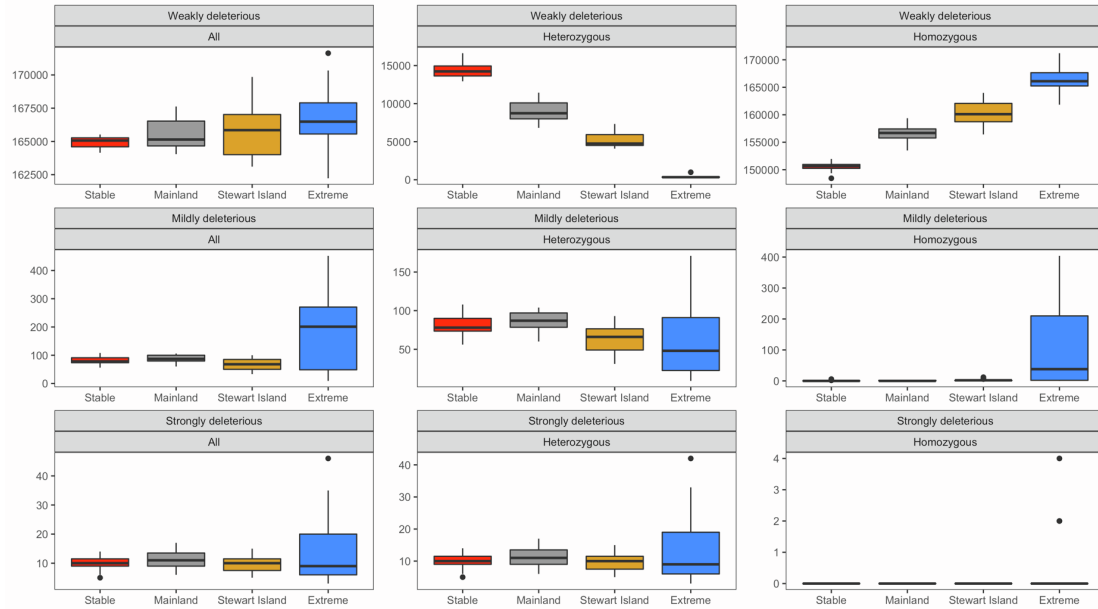 Weakly deleterious
All
170000
167500
165000
162500
Stable Mainland Stewart Island Extreme
Weakly deleterious
Heterozygous
15000
10000
5000
0
Stable Mainland Stewart Island Extreme
Weakly deleterious
Homozygous
170000
165000
160000
155000
150000
Stable Mainland Stewart Island Extreme
Mildly deleterious
All
400
300
200
100
0
Stable Mainland Stewart Island Extreme
Mildly deleterious
Heterozygous
150
100
50
Stable Mainland Stewart Island Extreme
Mildly deleterious
Homozygous
400
300
200
100
0
Stable Mainland Stewart Island Extreme
Strongly deleterious
All
40
30
20
10
Stable Mainland Stewart Island Extreme
Strongly deleterious
Heterozygous
40
30
20
10
Stable Mainland Stewart Island Extreme
Strongly deleterious
Homozygous
4
3
2
1
0
Stable Mainland Stewart Island Extreme